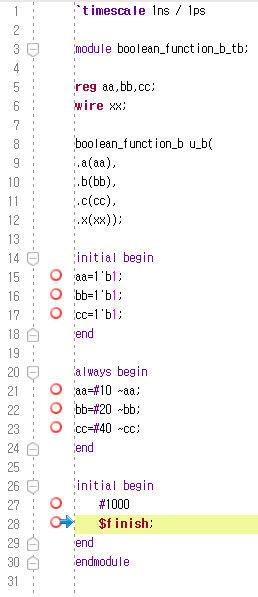 1 `timescale 1ns / 1ps
2
3 module boolean_function_b_tb;
4
5 reg aa,bb,cc;
6 wire xx;
7
8 boolean_function_b u_b(
9 .a(aa),
10 .b(bb),
11 .c(cc),
12 .x(xx));
13
14 initial begin
15 aa=1'b1;
16 bb=1'b1;
17 cc=1'b1;
18 end
19
20 always begin
21 aa=#10 ~aa;
22 bb=#20 ~bb;
23 cc=#40 ~cc;
24 end
25
26 initial begin
27 #1000
28 $finish;
29 end
30 endmodule
31